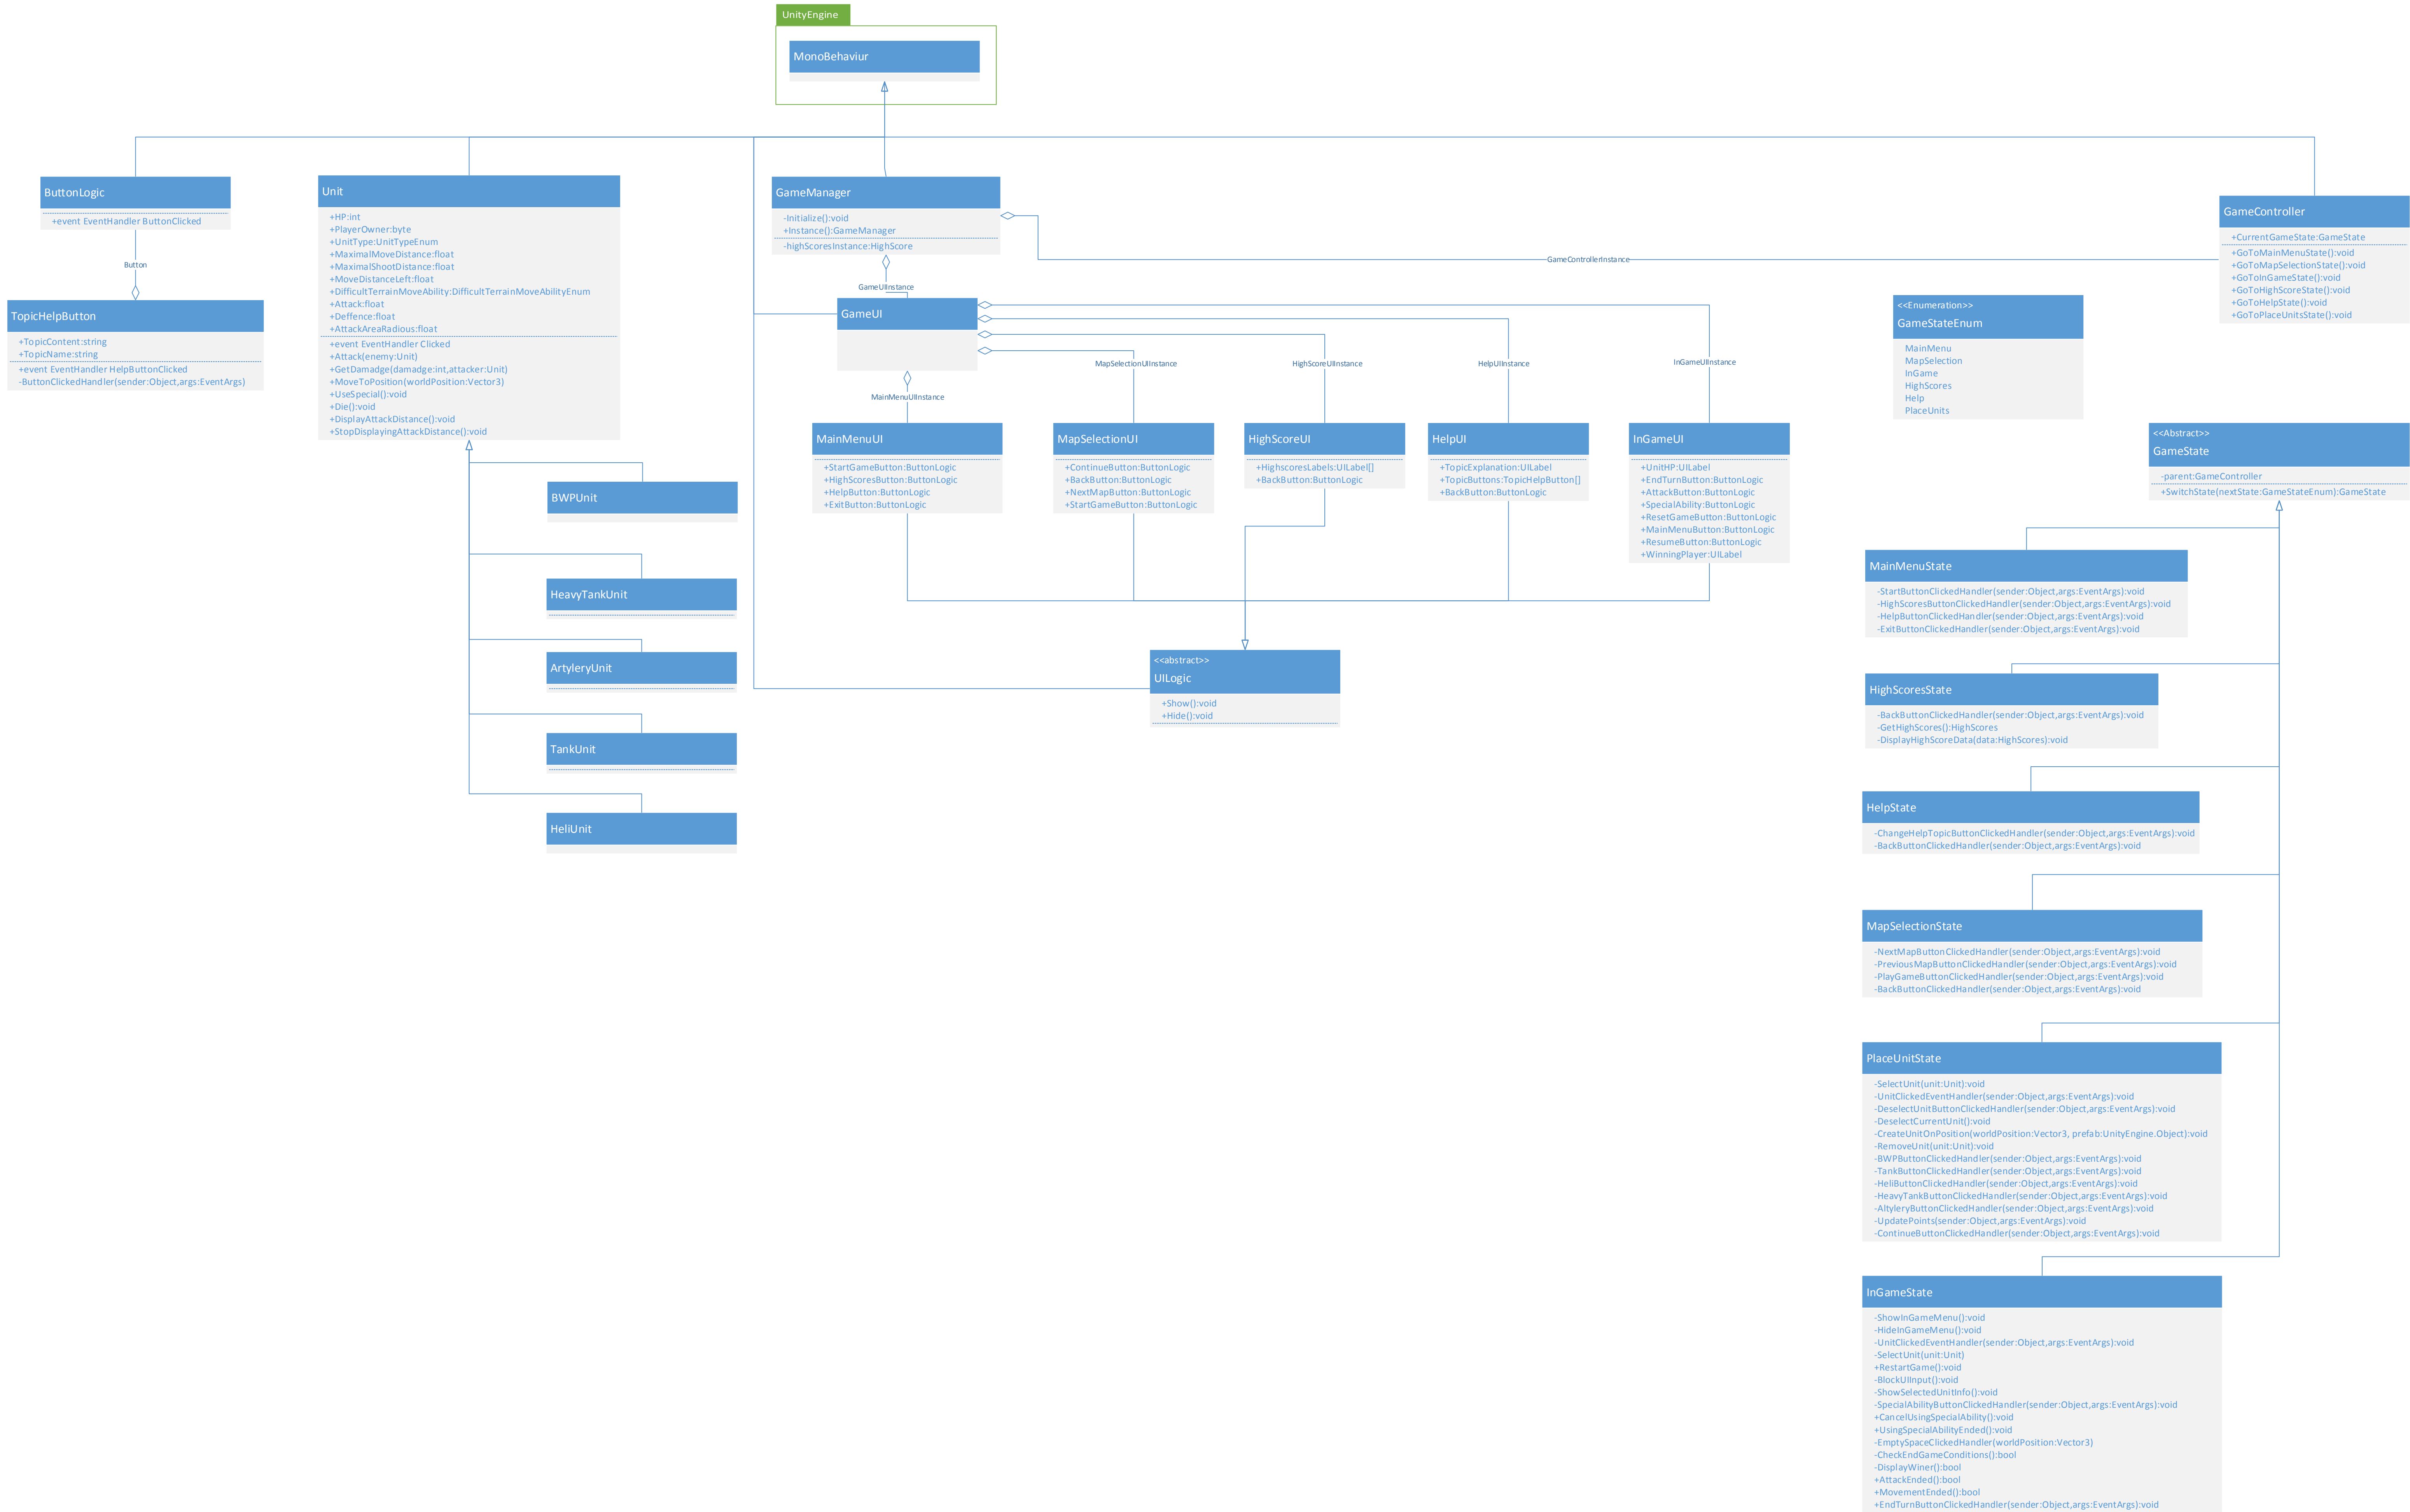 UnityEngine
MonoBehaviur
ButtonLogic
+event EventHandler ButtonClicked
Button
TopicHelpButton
+TopicContent:string
+TopicName:string
+event EventHandler HelpButtonClicked
-ButtonClickedHandler(sender:Object,args:EventArgs)
Unit
+HP:int
+PlayerOwner:byte
+UnitType:UnitTypeEnum
+MaximalMoveDistance:float
+MaximalShootDistance:float
+MoveDistanceLeft:float
+DifficultTerrainMoveAbility:DifficultTerrainMoveAbilityEnum
+Attack:float
+Deffence:float
+AttackAreaRadious:float
+event EventHandler Clicked
+Attack(enemy:Unit)
+GetDamadge(damadge:int,attacker:Unit)
+MoveToPosition(worldPosition:Vector3)
+UseSpecial():void
+Die():void
+DisplayAttackDistance():void
+StopDisplayingAttackDistance():void
BWPUnit
HeavyTankUnit
ArtyleryUnit
TankUnit
HeliUnit
GameManager
-Initialize():void
+Instance():GameManager
-highScoresInstance:HighScore
GameUIInstance
GameControllerInstance
GameUI
MainMenuUIInstance
MapSelectionUIInstance
HighScoreUIInstance
HelpUIInstance
InGameUIInstance
MainMenuUI
+StartGameButton:ButtonLogic
+HighScoresButton:ButtonLogic
+HelpButton:ButtonLogic
+ExitButton:ButtonLogic
MapSelectionUI
+ContinueButton:ButtonLogic
+BackButton:ButtonLogic
+NextMapButton:ButtonLogic
+StartGameButton:ButtonLogic
HighScoreUI
+HighscoresLabels:UILabel[]
+BackButton:ButtonLogic
HelpUI
+TopicExplanation:UILabel
+TopicButtons:TopicHelpButton[]
+BackButton:ButtonLogic
InGameUI
+UnitHP:UILabel
+EndTurnButton:ButtonLogic
+AttackButton:ButtonLogic
+SpecialAbility:ButtonLogic
+ResetGameButton:ButtonLogic
+MainMenuButton:ButtonLogic
+ResumeButton:ButtonLogic
+WinningPlayer:UILabel
<<abstract>>
UILogic
+Show():void
+Hide():void
GameController
+CurrentGameState:GameState
+GoToMainMenuState():void
+GoToMapSelectionState():void
+GoToInGameState():void
+GoToHighScoreState():void
+GoToHelpState():void
+GoToPlaceUnitsState():void
<<Enumeration>>
GameStateEnum
MainMenu
MapSelection
InGame
HighScores
Help
PlaceUnits
<<Abstract>>
GameState
-parent:GameController
+SwitchState(nextState:GameStateEnum):GameState
MainMenuState
-StartButtonClickedHandler(sender:Object,args:EventArgs):void
-HighScoresButtonClickedHandler(sender:Object,args:EventArgs):void
-HelpButtonClickedHandler(sender:Object,args:EventArgs):void
-ExitButtonClickedHandler(sender:Object,args:EventArgs):void
HighScoresState
-BackButtonClickedHandler(sender:Object,args:EventArgs):void
-GetHighScores():HighScores
-DisplayHighScoreData(data:HighScores):void
HelpState
-ChangeHelpTopicButtonClickedHandler(sender:Object,args:EventArgs):void
-BackButtonClickedHandler(sender:Object,args:EventArgs):void
MapSelectionState
-NextMapButtonClickedHandler(sender:Object,args:EventArgs):void
-PreviousMapButtonClickedHandler(sender:Object,args:EventArgs):void
-PlayGameButtonClickedHandler(sender:Object,args:EventArgs):void
-BackButtonClickedHandler(sender:Object,args:EventArgs):void
PlaceUnitState
-SelectUnit(unit:Unit):void
-UnitClickedEventHandler(sender:Object,args:EventArgs):void
-DeselectUnitButtonClickedHandler(sender:Object,args:EventArgs):void
-DeselectCurrentUnit():void
-CreateUnitOnPosition(worldPosition:Vector3, prefab:UnityEngine.Object):void
-RemoveUnit(unit:Unit):void
-BWPButtonClickedHandler(sender:Object,args:EventArgs):void
-TankButtonClickedHandler(sender:Object,args:EventArgs):void
-HeliButtonClickedHandler(sender:Object,args:EventArgs):void
-HeavyTankButtonClickedHandler(sender:Object,args:EventArgs):void
-AltyleryButtonClickedHandler(sender:Object,args:EventArgs):void
-UpdatePoints(sender:Object,args:EventArgs):void
-ContinueButtonClickedHandler(sender:Object,args:EventArgs):void
InGameState
-ShowInGameMenu():void
-HideInGameMenu():void
-UnitClickedEventHandler(sender:Object,args:EventArgs):void
-SelectUnit(unit:Unit)
+RestartGame():void
-BlockUIInput():void
-ShowSelectedUnitInfo():void
-SpecialAbilityButtonClickedHandler(sender:Object,args:EventArgs):void
+CancelUsingSpecialAbility():void
+UsingSpecialAbilityEnded():void
-EmptySpaceClickedHandler(worldPosition:Vector3)
-CheckEndGameConditions():bool
-DisplayWiner():bool
+AttackEnded():bool
+MovementEnded():bool
+EndTurnButtonClickedHandler(sender:Object,args:EventArgs):void